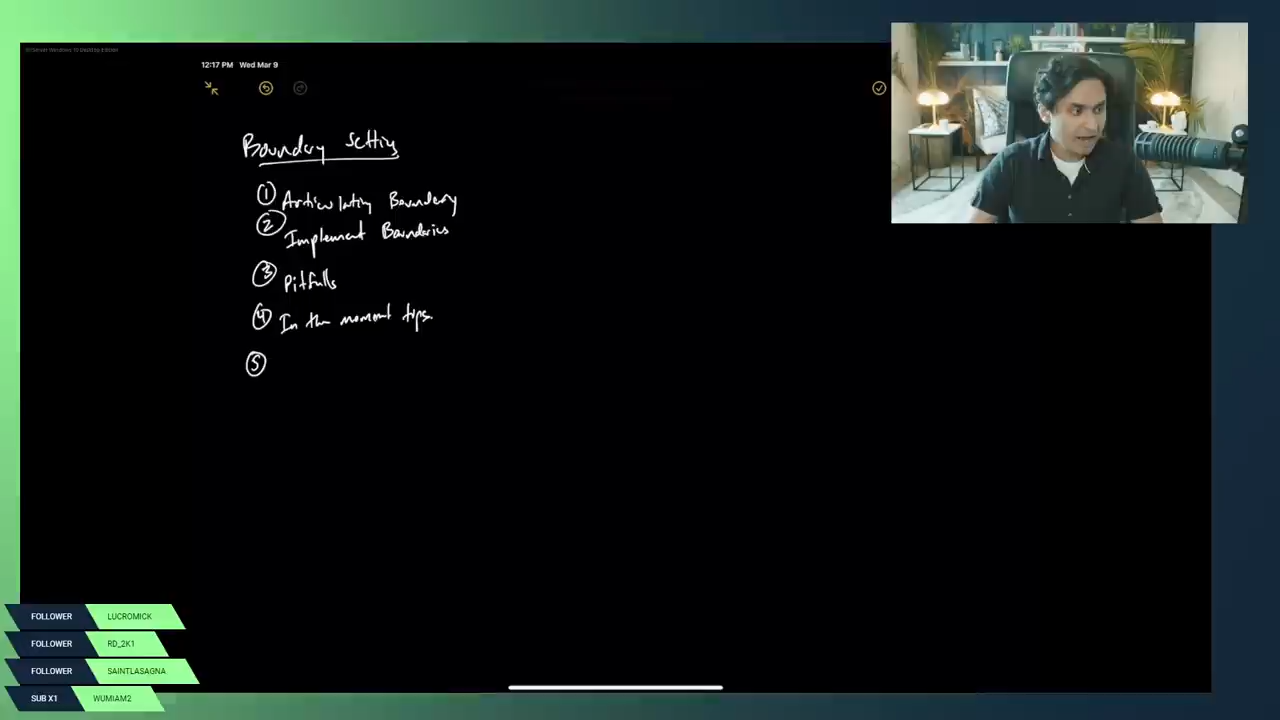 12:17 PM Wed Mar 9
Boundary Setting
① Articulating Boundary
② Implement Boundaries
③ Pitfalls
④ In the moment tips.
⑤
FOLLOWER LUCROMICK
FOLLOWER RD_2K1
FOLLOWER SAINTLASAGNA
SUB X1 WUMIAM2